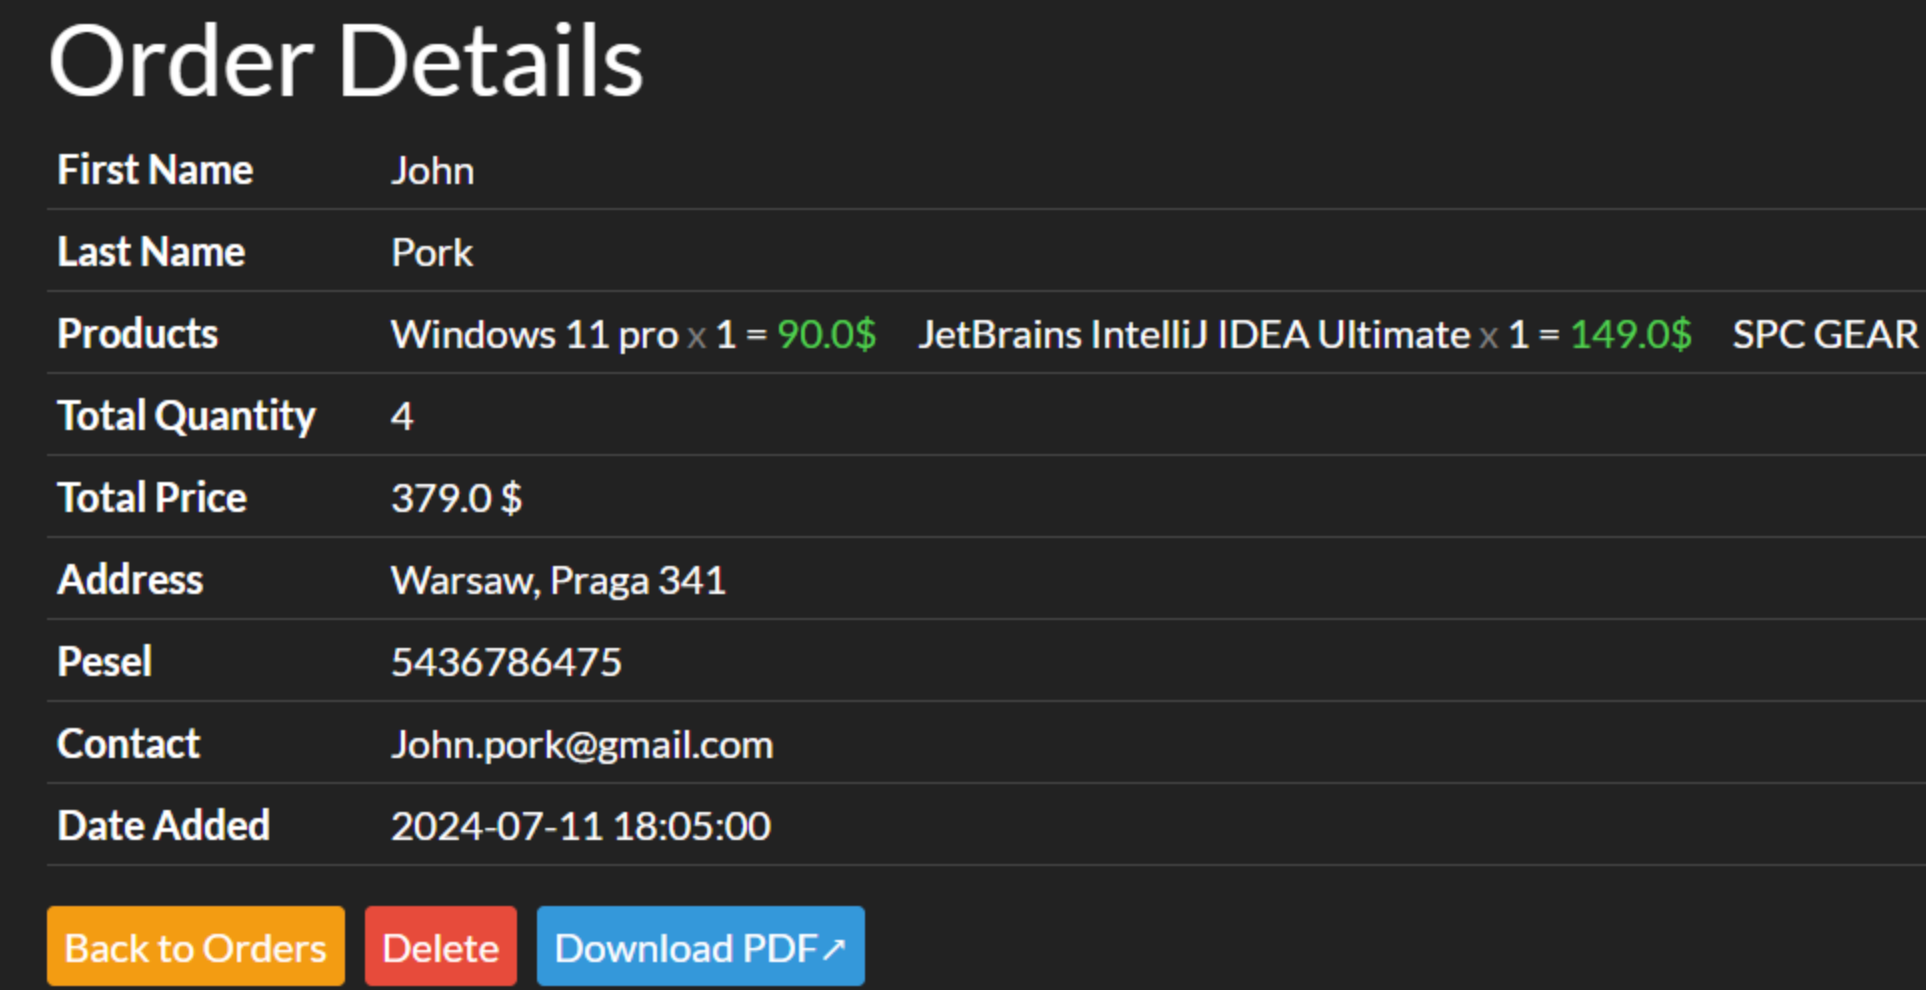 Order Details
First Name John
Last Name Pork
Products Windows 11 pro x 1 = 90.0$ JetBrains IntelliJ IDEA Ultimate x 1 = 149.0$ SPC GEAR
Total Quantity 4
Total Price 379.0 $
Address Warsaw, Praga 341
Pesel 5436786475
Contact John.pork@gmail.com
Date Added 2024-07-11 18:05:00
Back to Orders Delete Download PDF↗